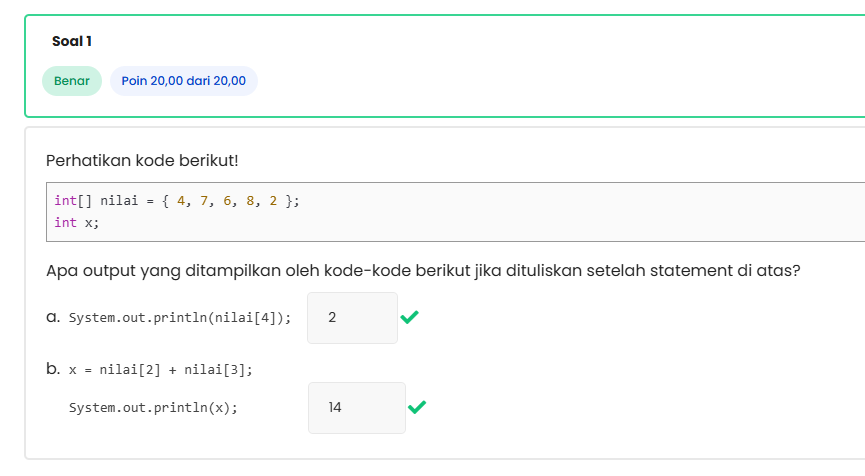 Soal 1
Benar
Poin 20,00 dari 20,00
Perhatikan kode berikut!
int[] nilai = { 4, 7, 6, 8, 2 };
int x;
Apa output yang ditampilkan oleh kode-kode berikut jika dituliskan setelah statement di atas?
a. System.out.println(nilai[4]); 2
b. x = nilai[2] + nilai[3];
System.out.println(x); 14